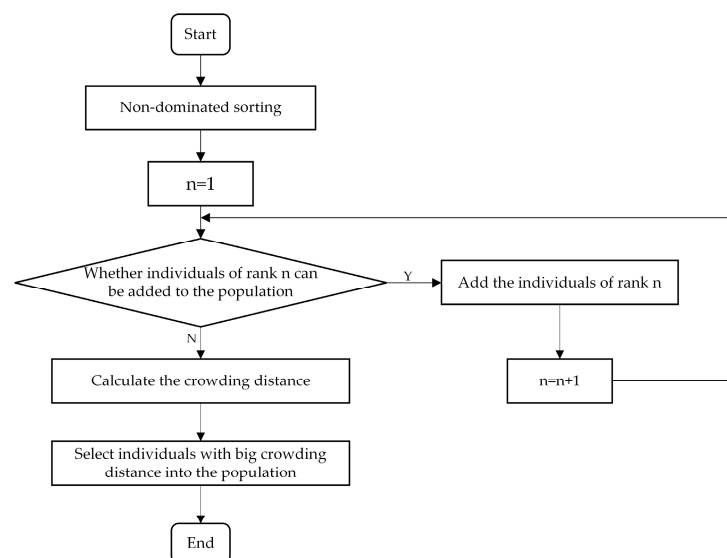 Start
Non-dominated sorting
n=1
Whether individuals of rank n can
be added to the population
Y
Add the individuals of rank n
N
Calculate the crowding distance
n=n+1
Select individuals with big crowding
distance into the population
End